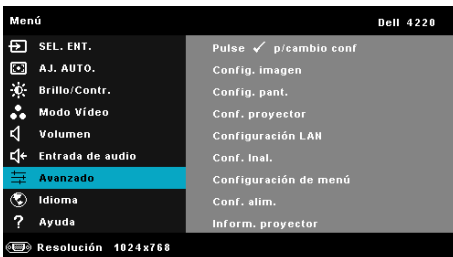 Menú
Dell 4220
SEL. ENT.
AJ. AUTO.
Brillo/Contr.
Modo Vídeo
Volumen
Entrada de audio
Avanzado
Idioma
? Ayuda
Pulse ✓ p/cambio conf
Config. imagen
Config. pant.
Conf. proyector
Configuración LAN
Conf. Inal.
Configuración de menú
Conf. alim.
Inform. proyector
Resolución 1024x768